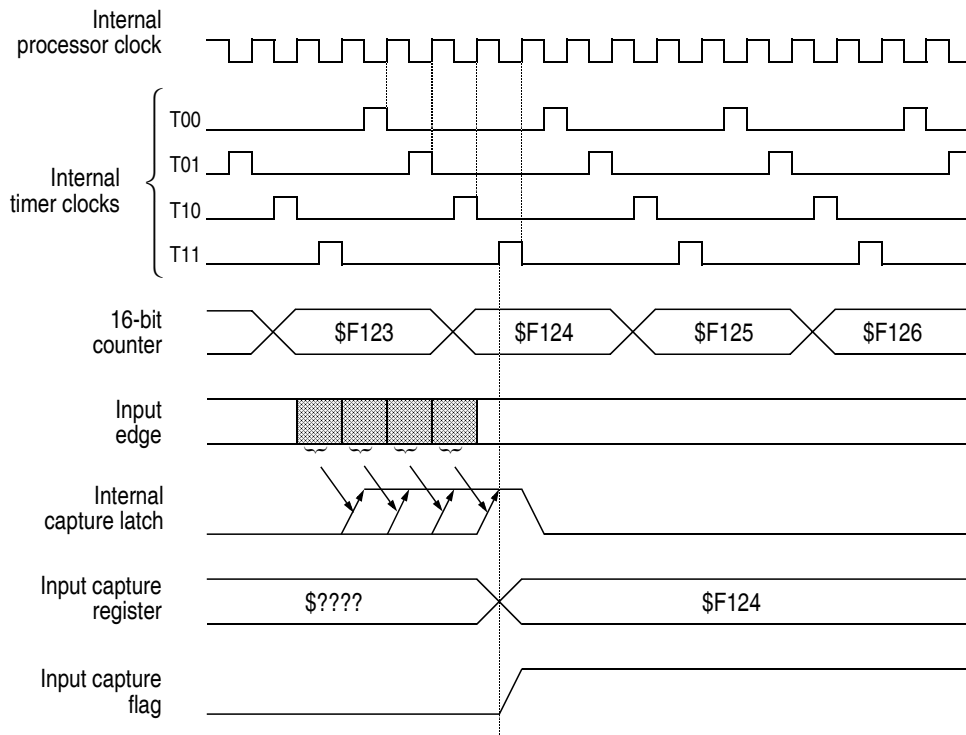 Internal
processor clock
T00
T01
Internal
timer clocks
T10
T11
16-bit
counter
$F123
$F124
$F125
$F126
Input
edge
Internal
capture latch
Input capture
register
$????
$F124
Input capture
flag